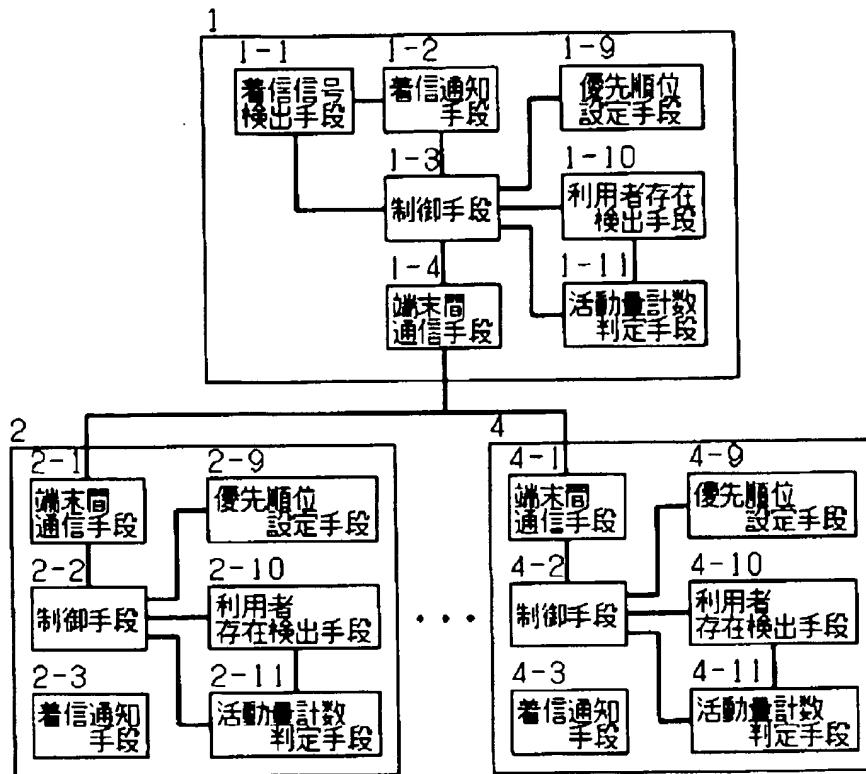 1
1-1
1-2
1-9
着信信号
検出手段
着信通知
手段
優先順位
設定手段
1-3
1-10
制御手段
利用者存在
検出手段
1-4
1-11
端末間
通信手段
活動量計数
判定手段
2
2-1
2-9
端末間
通信手段
優先順位
設定手段
2-2
2-10
制御手段
利用者
存在検出手段
2-3
2-11
着信通知
手段
活動量計数
判定手段
...
4
4-1
4-9
端末間
通信手段
優先順位
設定手段
4-2
4-10
制御手段
利用者
存在検出手段
4-3
4-11
着信通知
手段
活動量計数
判定手段